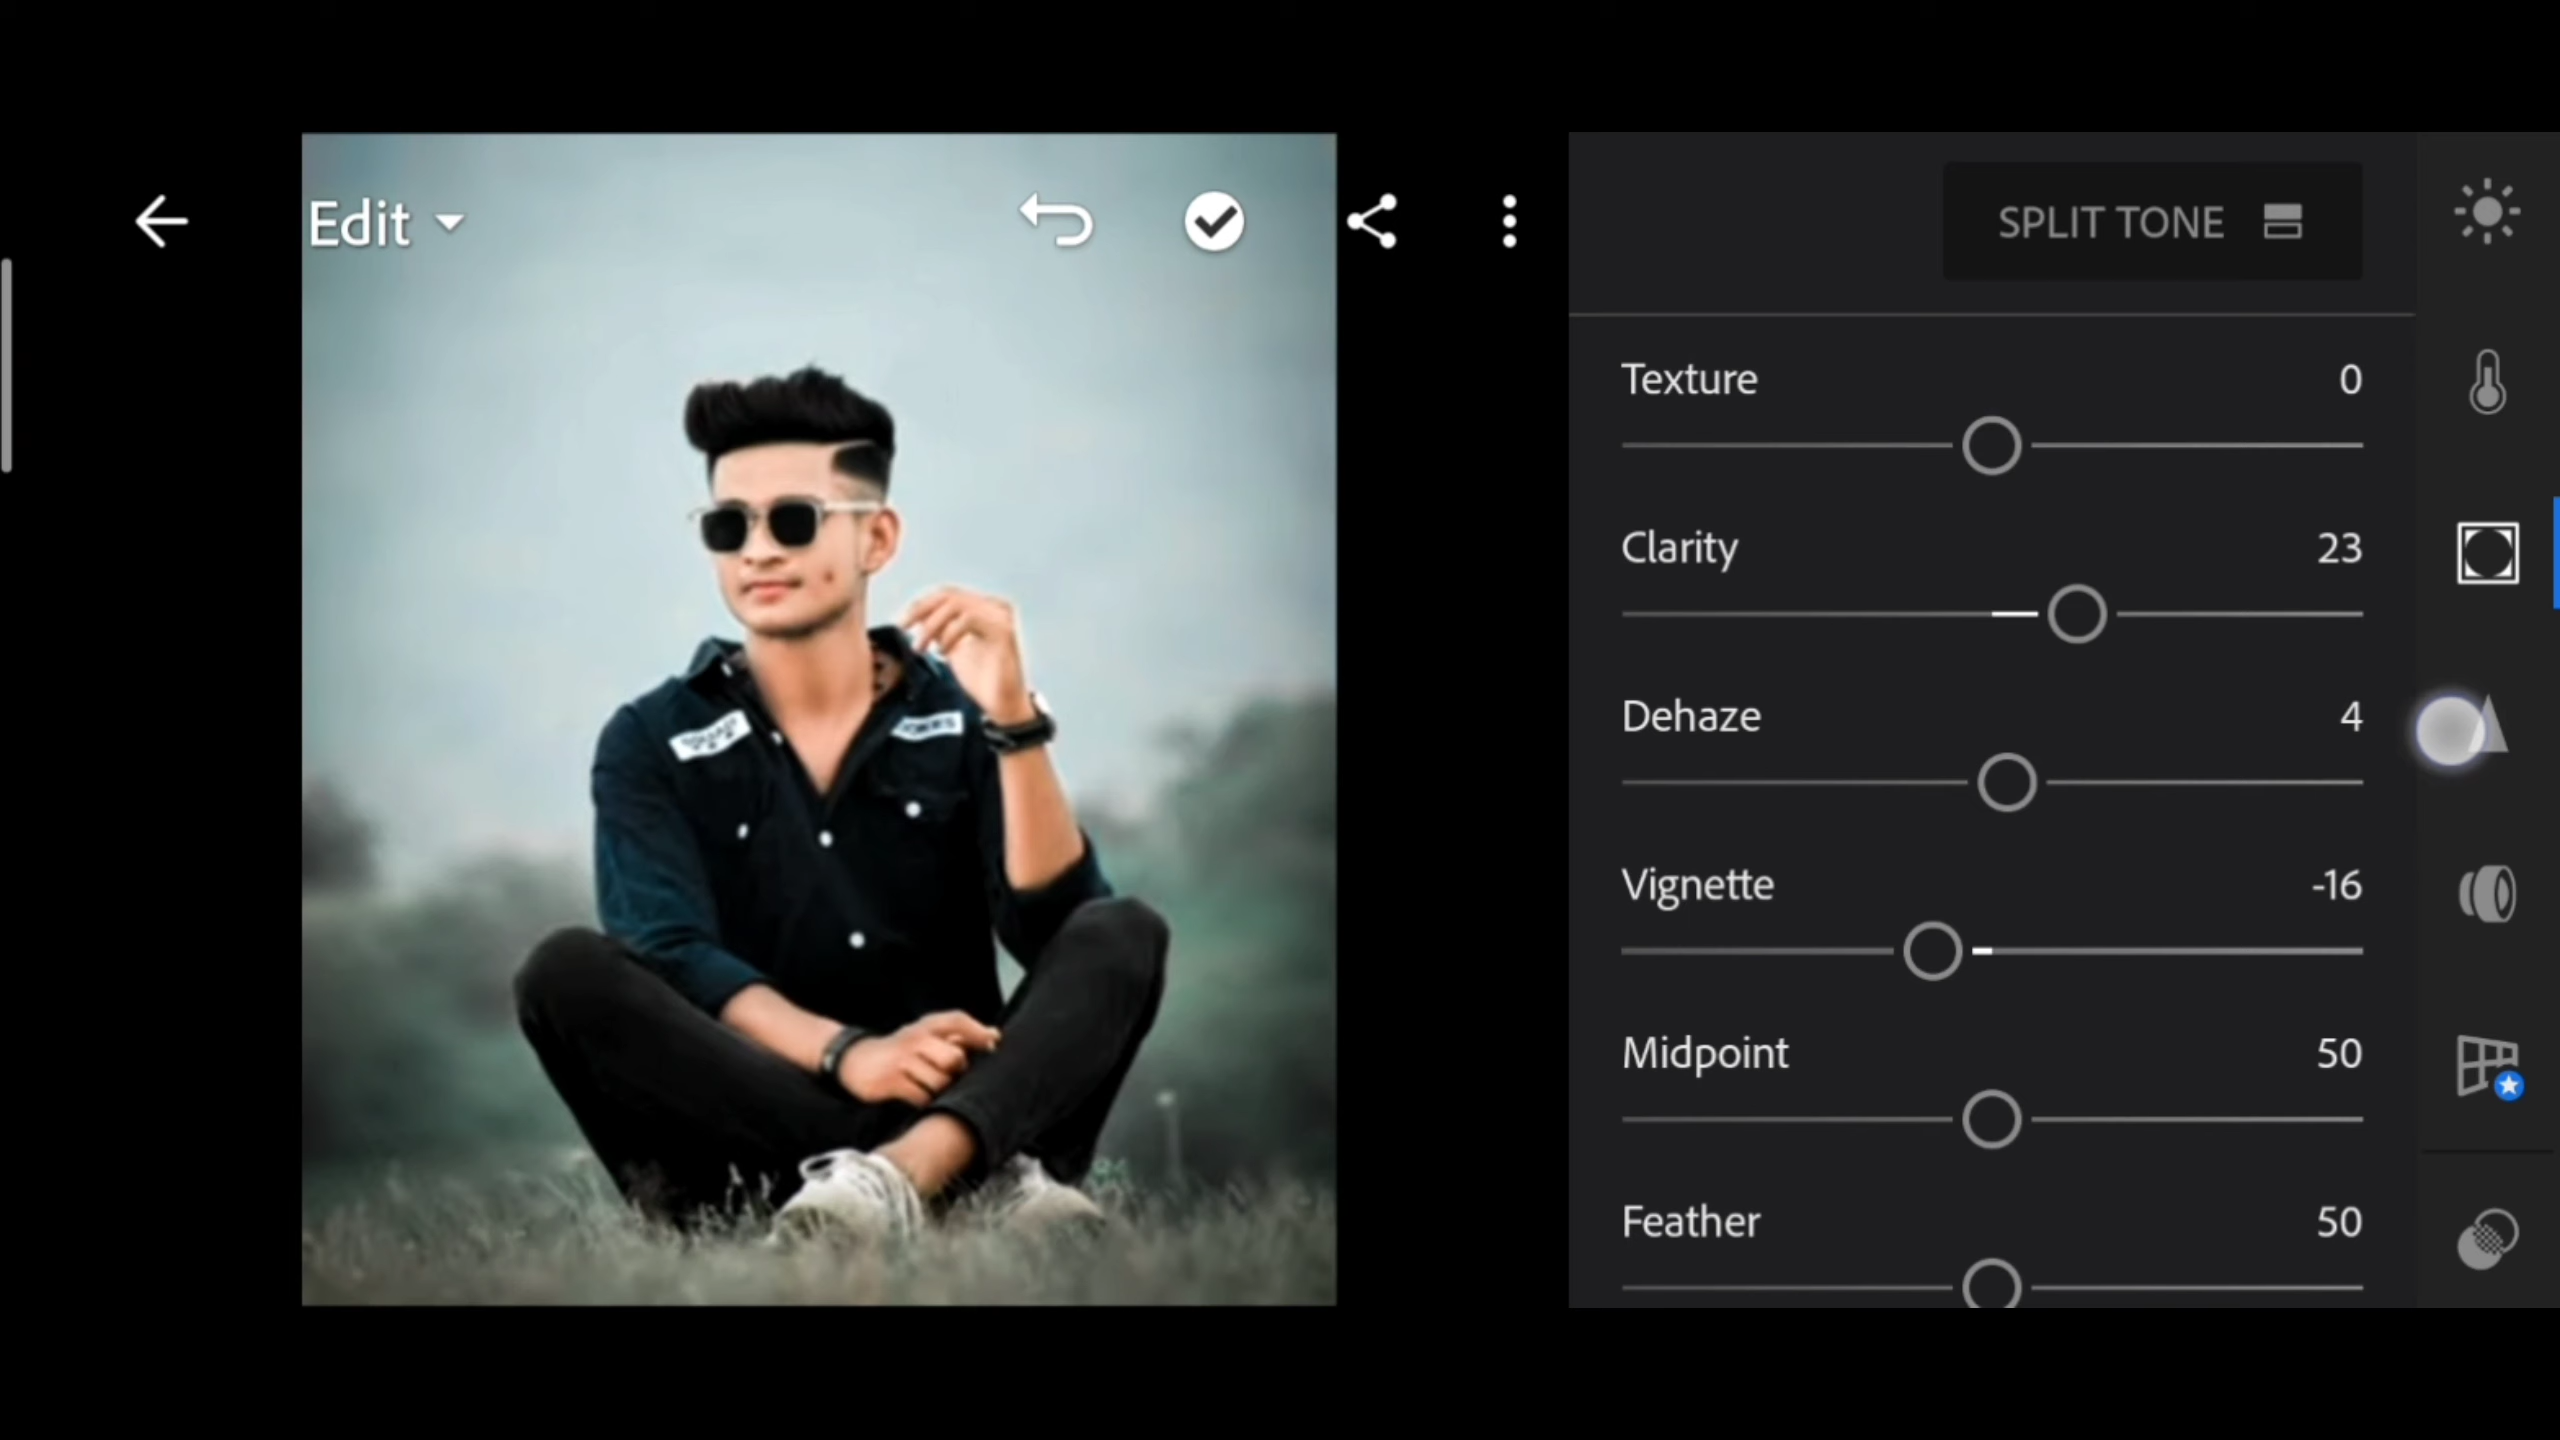 Edit
SPLIT TONE
Texture 0
Clarity 23
Dehaze 4
Vignette -16
Midpoint 50
Feather 50